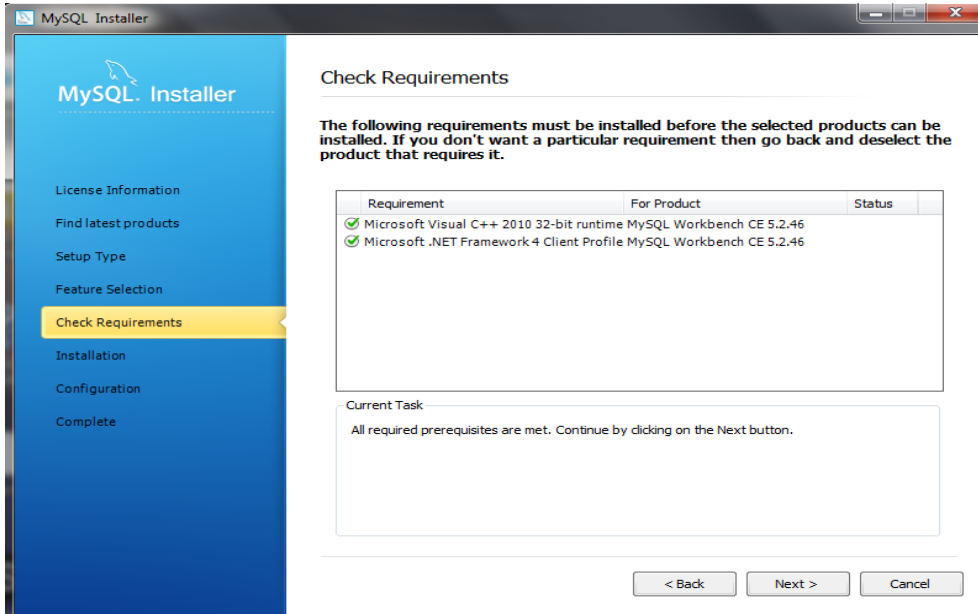 MySQL Installer
MySQL. Installer
License Information
Find latest products
Setup Type
Feature Selection
Check Requirements
Installation
Configuration
Complete
Check Requirements
The following requirements must be installed before the selected products can be
installed. If you don't want a particular requirement then go back and deselect the
product that requires it.
Requirement For Product Status
Microsoft Visual C++ 2010 32-bit runtime MySQL Workbench CE 5.2.46
Microsoft .NET Framework 4 Client Profile MySQL Workbench CE 5.2.46
Current Task
All required prerequisites are met. Continue by clicking on the Next button.
< Back Next > Cancel